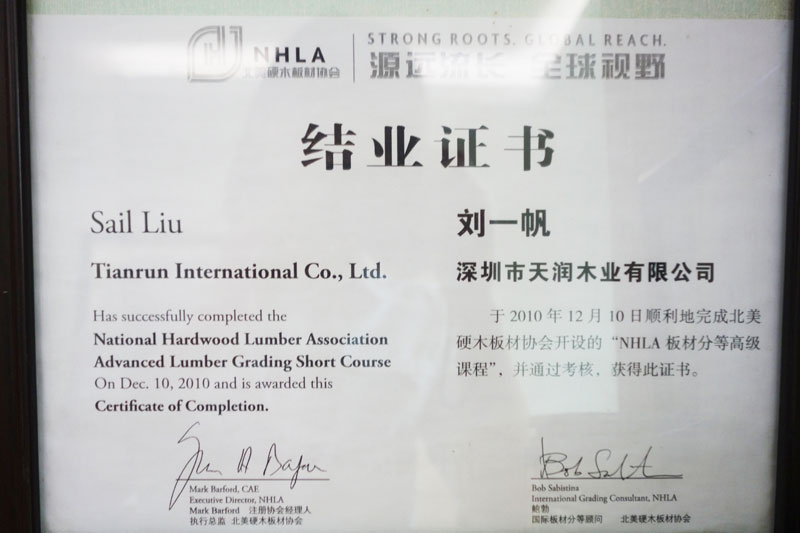 NHLA
北美硬木板材协会
STRONG ROOTS. GLOBAL REACH.
源远流长 全球视野
结业证书
Sail Liu
Tianrun International Co., Ltd.
Has successfully completed the
National Hardwood Lumber Association
Advanced Lumber Grading Short Course
On Dec. 10, 2010 and is awarded this
Certificate of Completion.
刘一帆
深圳市天润木业有限公司
于 2010 年 12 月 10 日顺利地完成北美
硬木板材协会开设的“NHLA 板材分等高级
课程”,并通过考核,获得此证书。
Mark Barford, CAE
Executive Director, NHLA
Mark Barford 注册协会经理人
执行总监 北美硬木板材协会
Bob Sabistina
Bob Sabistina
International Grading Consultant, NHLA
鲍勃
国际板材分等顾问 北美硬木板材协会